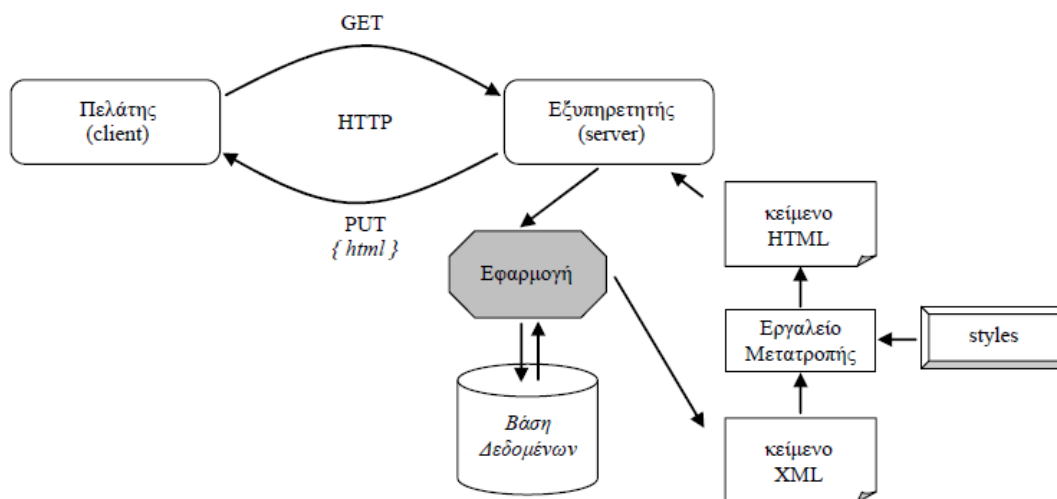 GET
Πελάτης
(client)
HTTP
Εξυπηρετητής
(server)
PUT
{ html }
κείμενο
HTML
Εφαρμογή
Εργαλείο
Μετατροπής
styles
Βάση
Δεδομένων
κείμενο
XML